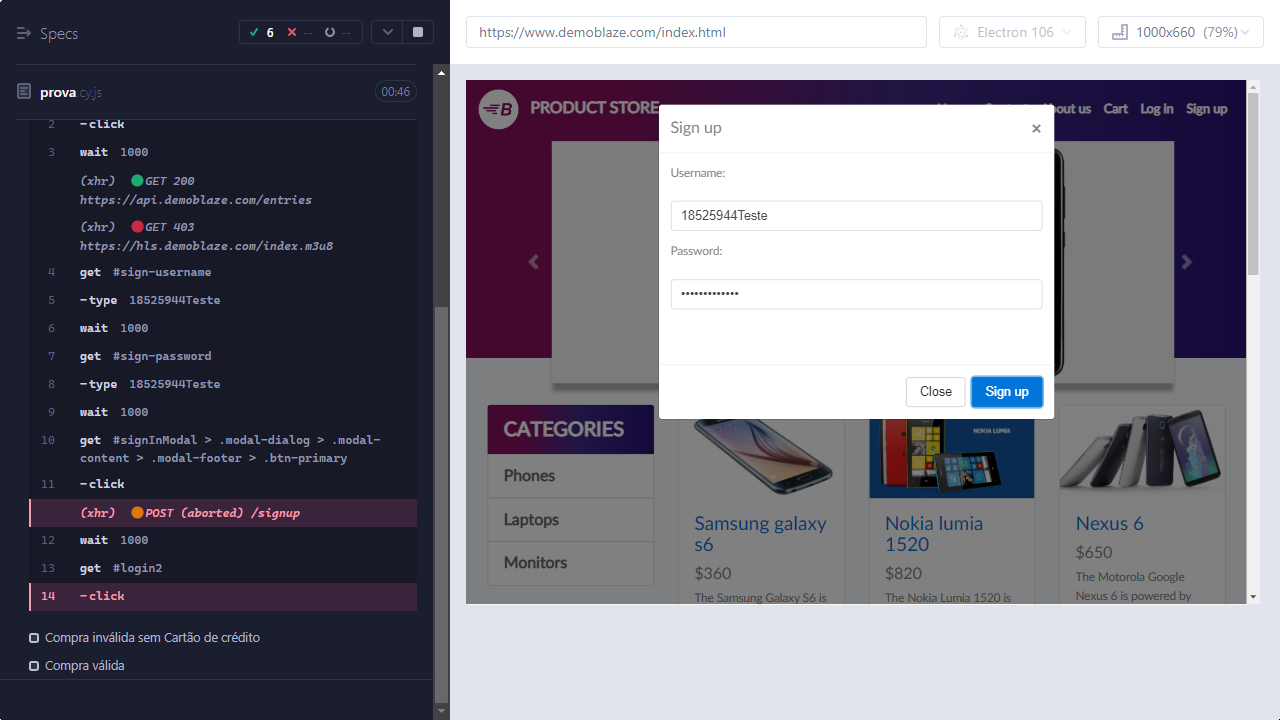 Specs
6
--
--
https://www.demoblaze.com/index.html
Electron 106
1000x660 (79%)
prova.cy.js
00:46
2 -click
3 wait 1000
(xhr) GET 200
https://api.demoblaze.com/entries
(xhr) GET 403
https://hls.demoblaze.com/index.m3u8
4 get #sign-username
5 -type 18525944Teste
6 wait 1000
7 get #sign-password
8 -type 18525944Teste
9 wait 1000
10 get #signInModal > .modal-dialog > .modal-
content > .modal-footer > .btn-primary
11 -click
(xhr) POST (aborted) /signup
12 wait 1000
13 get #login2
14 -click
Compra inválida sem Cartão de crédito
Compra válida
PRODUCT STORE
out us Cart Log in Sign up
Sign up
×
Username:
18525944Teste
Password:
•••••••••••••
Close
Sign up
CATEGORIES
Phones
Laptops
Monitors
Samsung galaxy
s6
$360
The Samsung Galaxy S6 is
NOKIA LUMIA
Nokia lumia
1520
$820
The Nokia Lumia 1520 is
Nexus 6
$650
The Motorola Google
Nexus 6 is powered by